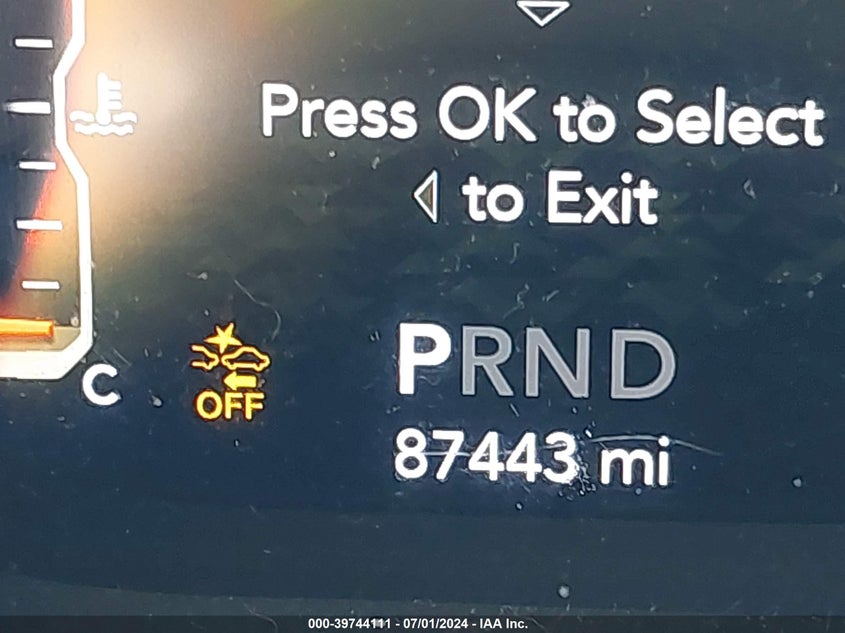 Press OK to Select
to Exit
C
OFF
PRND
87443 mi
000-39744111 - 07/01/2024 - IAA Inc.